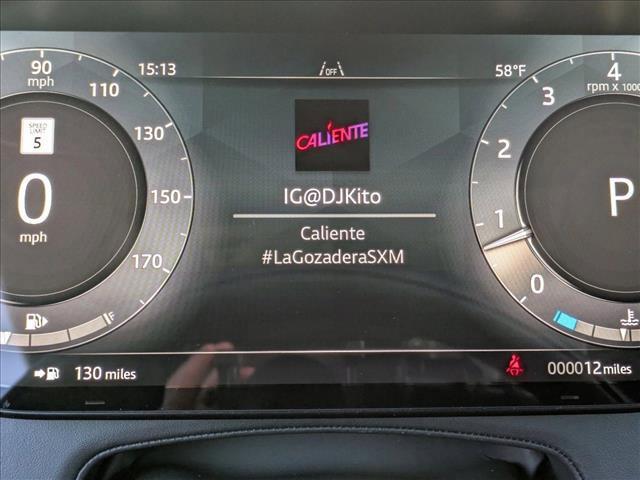 15:13
OFF
58°F
90
mph
110
130
150
170
SPEED
LIMIT
5
0
mph
F
CALIENTE
IG@DJKito
Caliente
#LaGozaderaSXM
4
rpm x 1000
3
2
1
0
P
130 miles
000012 miles